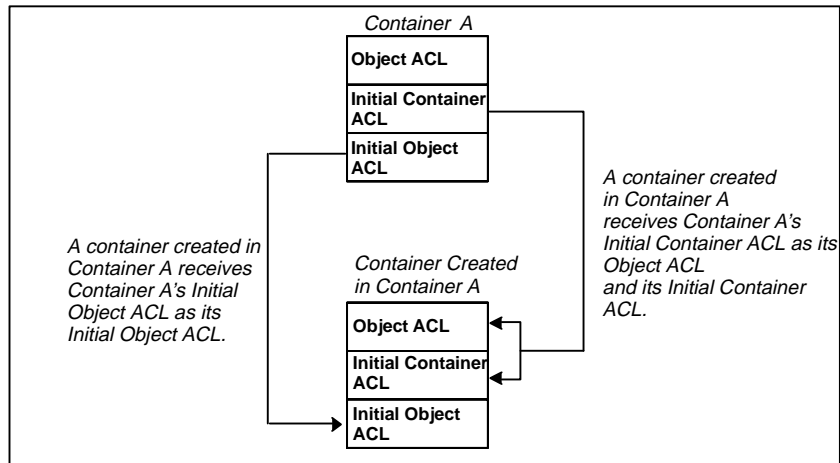 Container A
Object ACL
Initial Container
ACL
Initial Object
ACL
A container created in
Container A receives
Container A's Initial
Object ACL as its
Initial Object ACL.
A container created
in Container A
receives Container A's
Initial Container ACL as its
Object ACL
and its Initial Container
ACL.
Container Created
in Container A
Object ACL
Initial Container
ACL
Initial Object
ACL